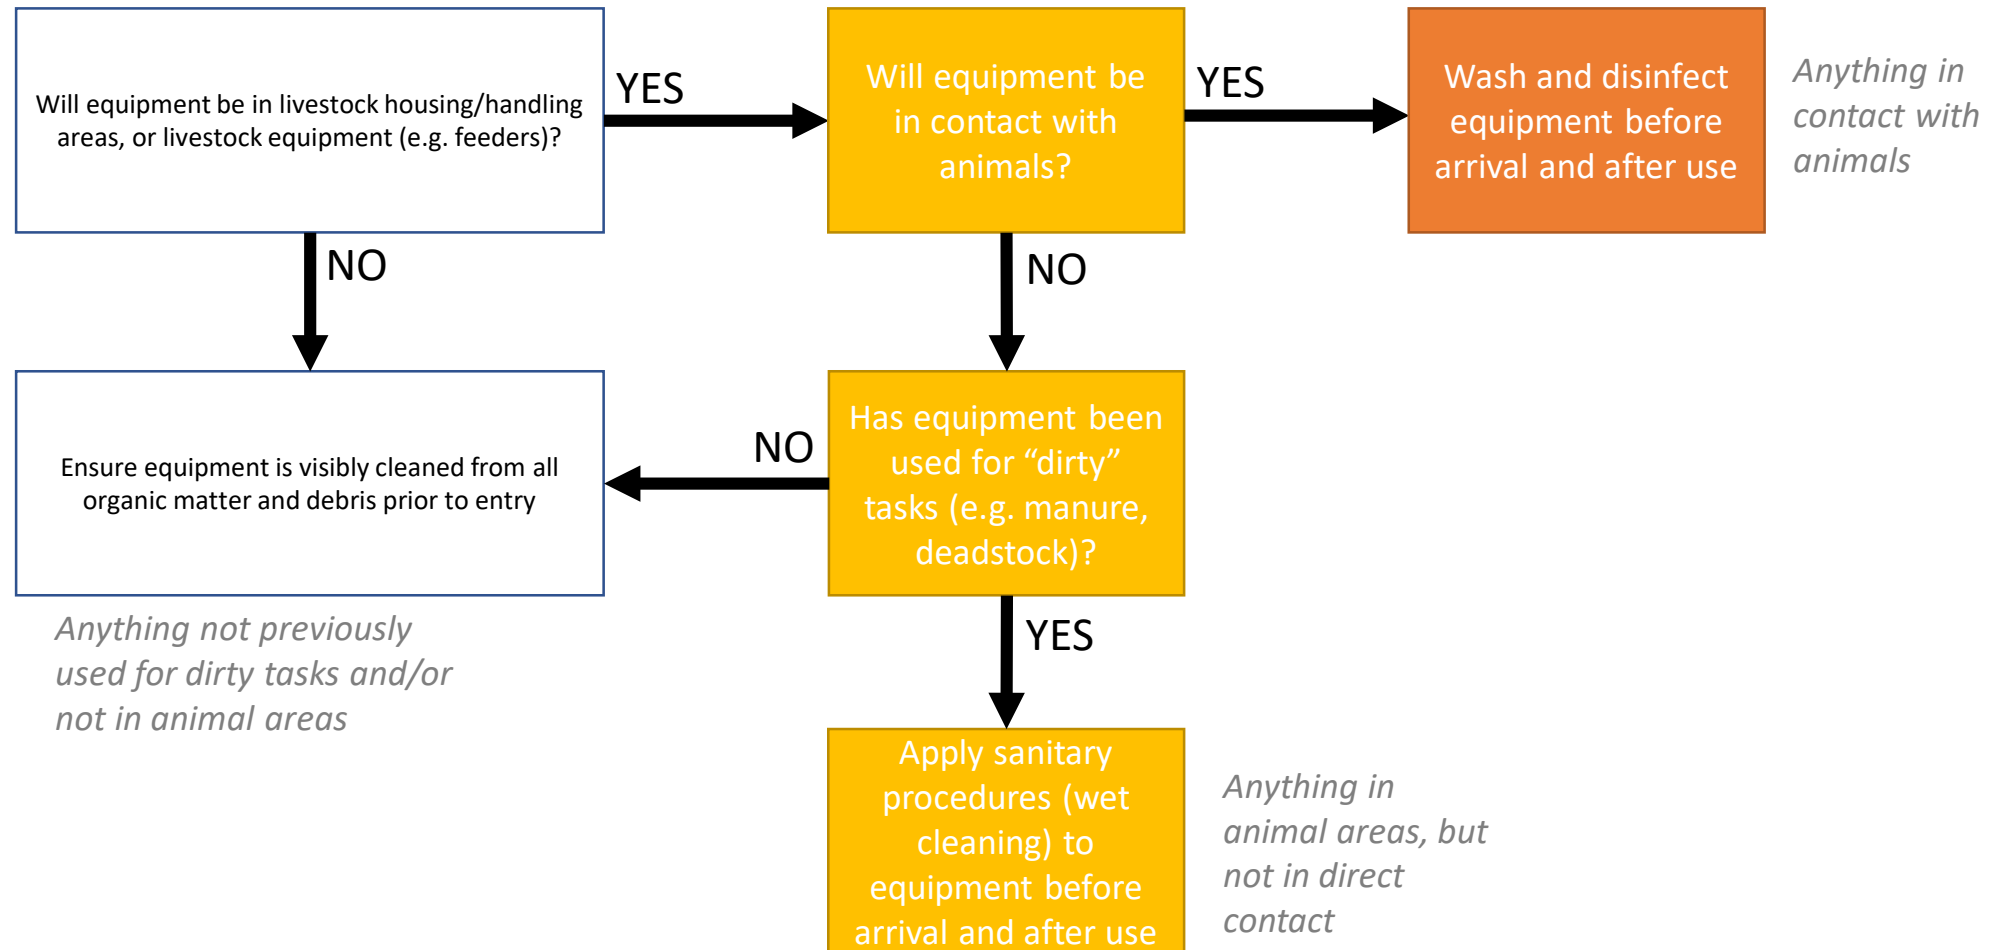 Will equipment be in livestock housing/handling
areas, or livestock equipment (e.g. feeders)?
YES
Will equipment be
in contact with
animals?
YES
Wash and disinfect
equipment before
arrival and after use
Anything in
contact with
animals
NO
NO
Ensure equipment is visibly cleaned from all
organic matter and debris prior to entry
NO
Has equipment been
used for “dirty”
tasks (e.g. manure,
deadstock)?
Anything not previously
used for dirty tasks and/or
not in animal areas
YES
Apply sanitary
procedures (wet
cleaning) to
equipment before
arrival and after use
Anything in
animal areas, but
not in direct
contact